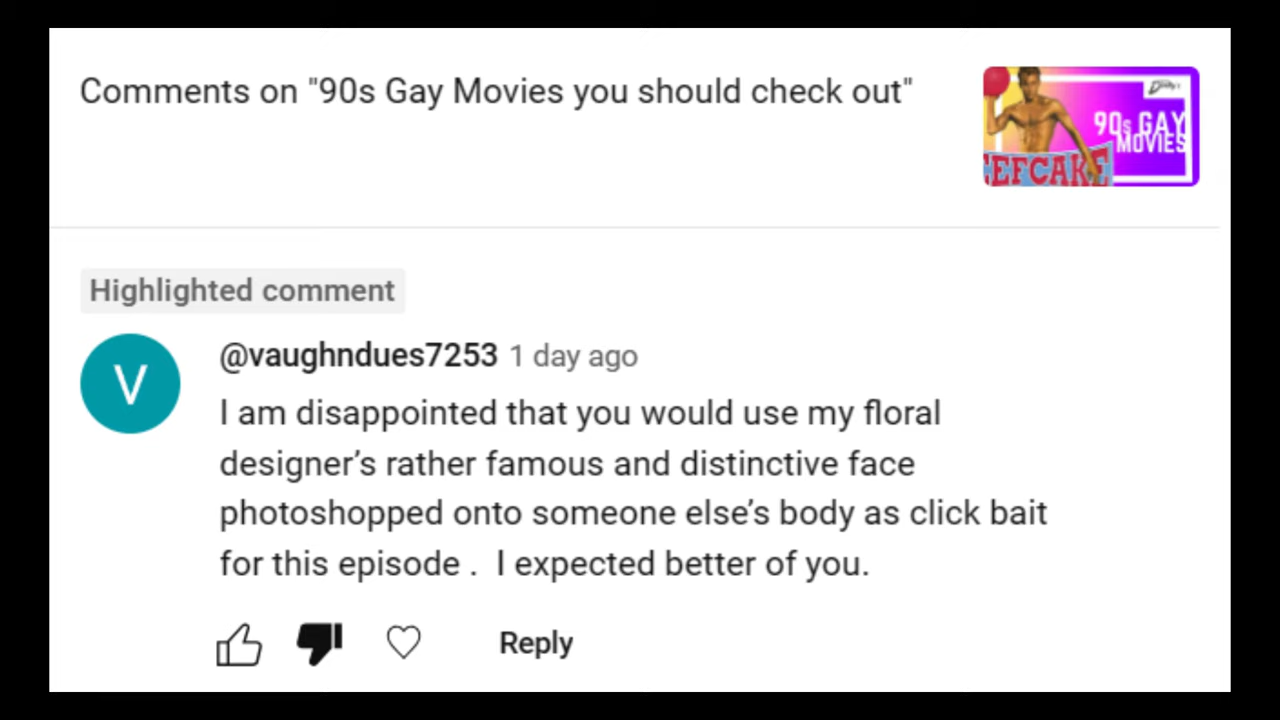 Comments on "90s Gay Movies you should check out"
90s GAY
MOVIES
EFCAKE
Highlighted comment
V
@vaughndues7253 1 day ago
I am disappointed that you would use my floral
designer’s rather famous and distinctive face
photoshopped onto someone else’s body as click bait
for this episode .  I expected better of you.
Reply